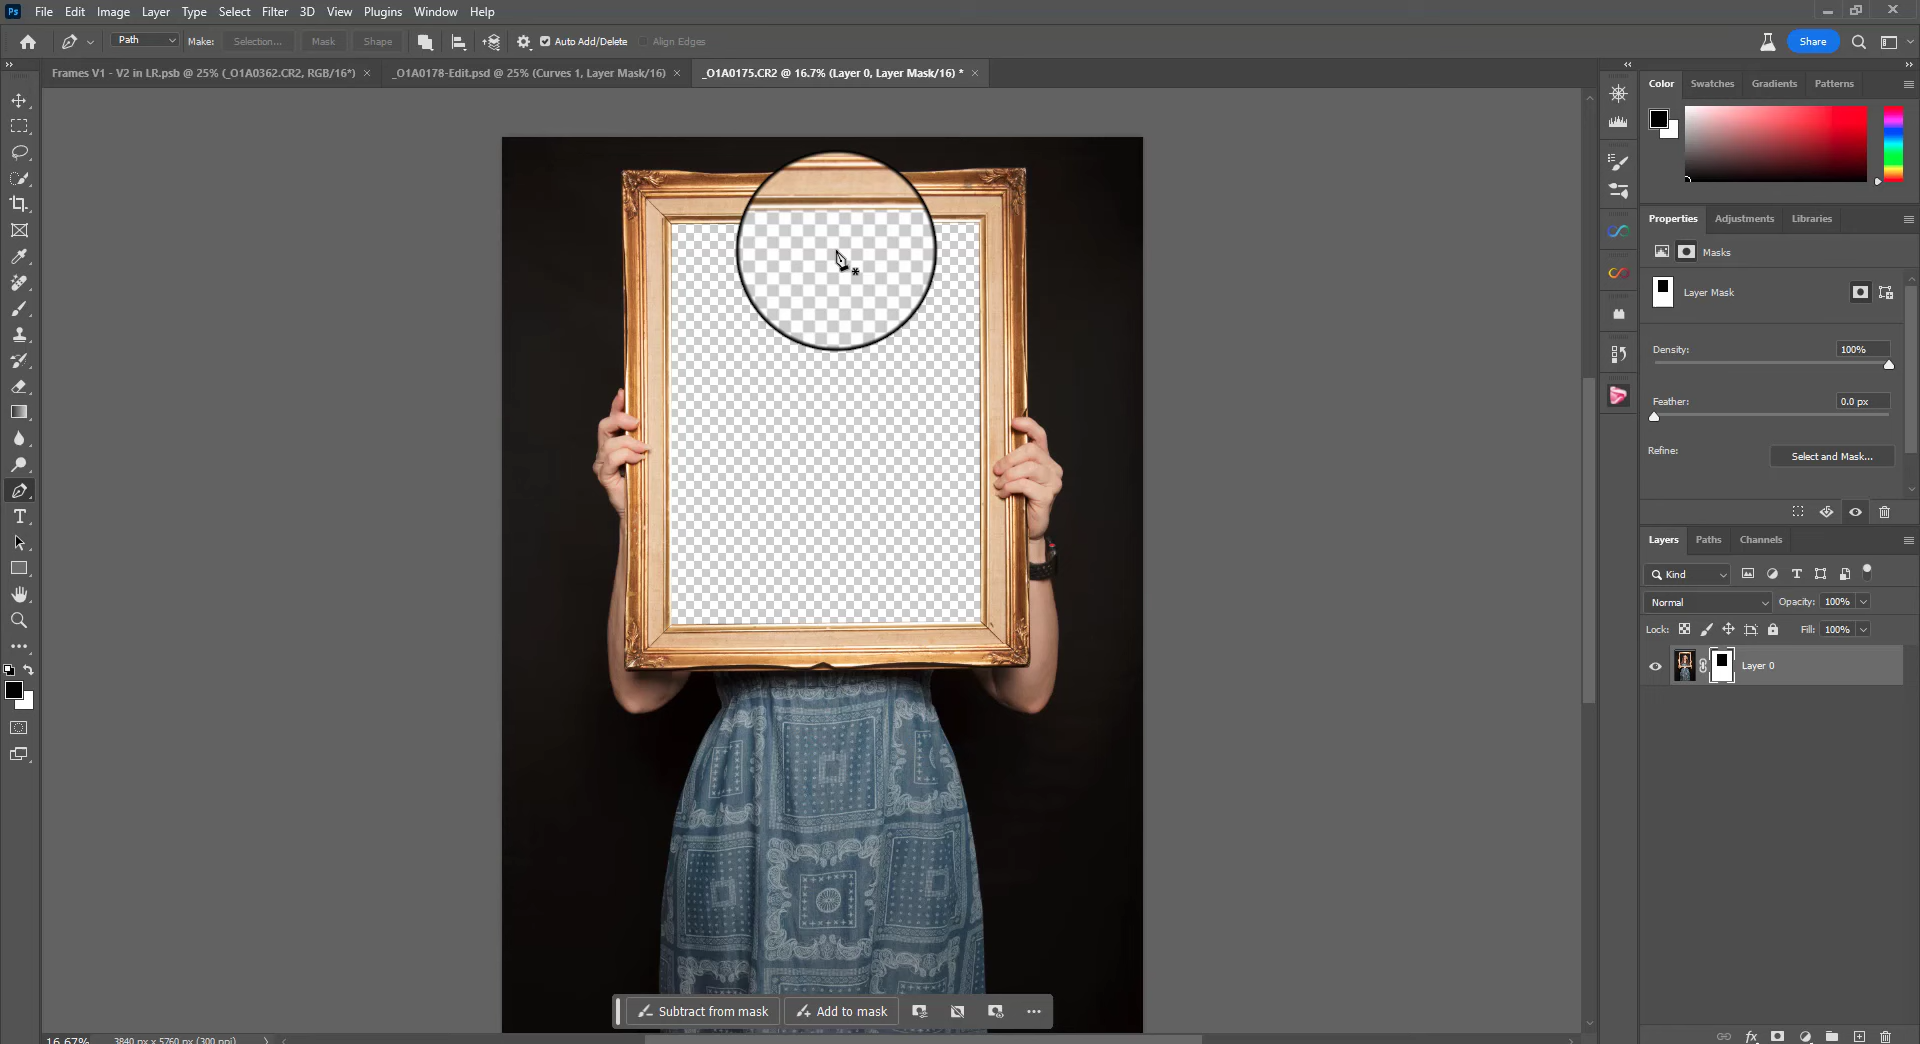 Ps File Edit Image Layer Type Select Filter 3D View Plugins Window Help
Path Make: Selection... Mask Shape Auto Add/Delete Align Edges Share
Frames V1 - V2 in LR.psb @ 25% (_O1A0362.CR2, RGB/16*) × _O1A0178-Edit.psd @ 25% (Curves 1, Layer Mask/16) × _O1A0175.CR2 @ 16.7% (Layer 0, Layer Mask/16) * ×
Color Swatches Gradients Patterns
Properties Adjustments Libraries
Masks
Layer Mask
Density: 100%
Feather: 0.0 px
Refine: Select and Mask...
Layers Paths Channels
Kind
Normal Opacity: 100%
Lock: Fill: 100%
Layer 0
Subtract from mask Add to mask
16.67% 3840 px x 5760 px (300 ppi)